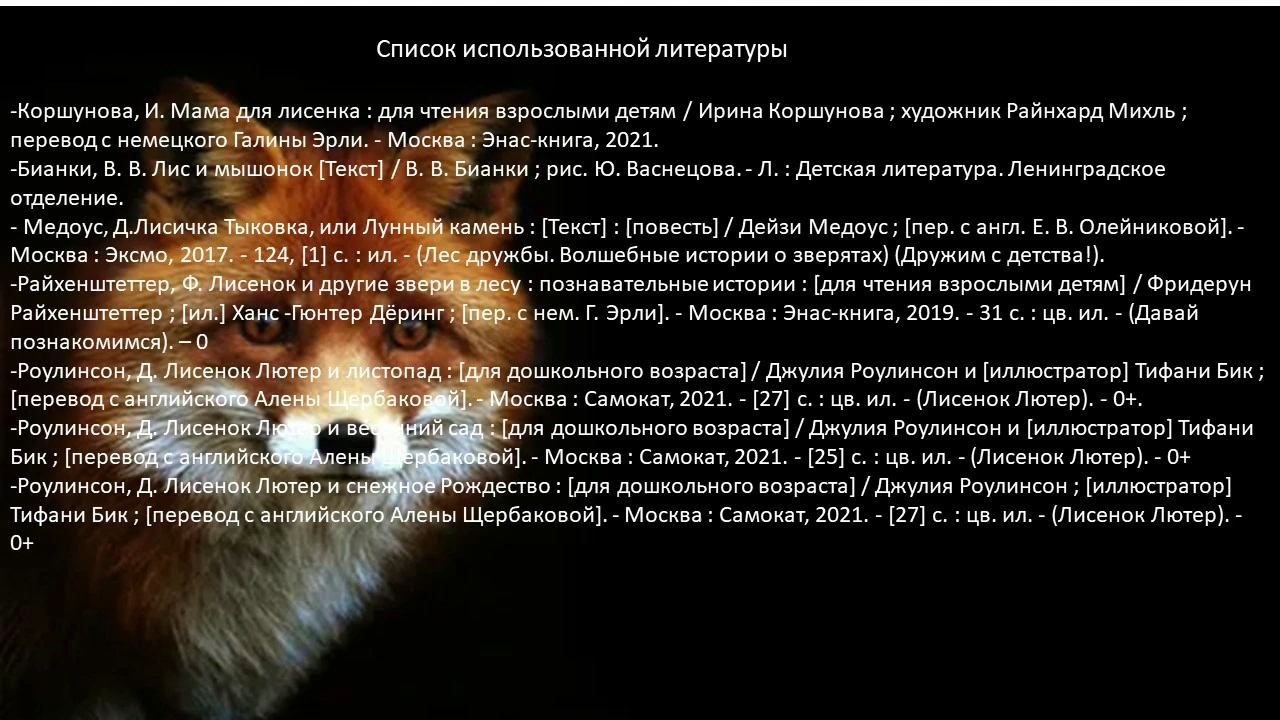 Список использованной литературы
-Коршунова, И. Мама для лисенка : для чтения взрослыми детям / Ирина Коршунова ; художник Райнхард Михль ;
перевод с немецкого Галины Эрли. - Москва : Энас-книга, 2021.
-Бианки, В. В. Лис и мышонок [Текст] / В. В. Бианки ; рис. Ю. Васнецова. - Л. : Детская литература. Ленинградское
отделение.
- Медоус, Д.Лисичка Тыковка, или Лунный камень : [Текст] : [повесть] / Дейзи Медоус ; [пер. с англ. Е. В. Олейниковой]. -
Москва : Эксмо, 2017. - 124, [1] с. : ил. - (Лес дружбы. Волшебные истории о зверятах) (Дружим с детства!).
-Райхенштеттер, Ф. Лисенок и другие звери в лесу : познавательные истории : [для чтения взрослыми детям] / Фридерун
Райхенштеттер ; [ил.] Ханс -Гюнтер Дёринг ; [пер. с нем. Г. Эрли]. - Москва : Энас-книга, 2019. - 31 с. : цв. ил. - (Давай
познакомимся). – 0
-Роулинсон, Д. Лисенок Лютер и листопад : [для дошкольного возраста] / Джулия Роулинсон и [иллюстратор] Тифани Бик ;
[перевод с английского Алены Щербаковой]. - Москва : Самокат, 2021. - [27] с. : цв. ил. - (Лисенок Лютер). - 0+.
-Роулинсон, Д. Лисенок Лютер и весенний сад : [для дошкольного возраста] / Джулия Роулинсон и [иллюстратор] Тифани
Бик ; [перевод с английского Алены Щербаковой]. - Москва : Самокат, 2021. - [25] с. : цв. ил. - (Лисенок Лютер). - 0+
-Роулинсон, Д. Лисенок Лютер и снежное Рождество : [для дошкольного возраста] / Джулия Роулинсон ; [иллюстратор]
Тифани Бик ; [перевод с английского Алены Щербаковой]. - Москва : Самокат, 2021. - [27] с. : цв. ил. - (Лисенок Лютер). -
0+